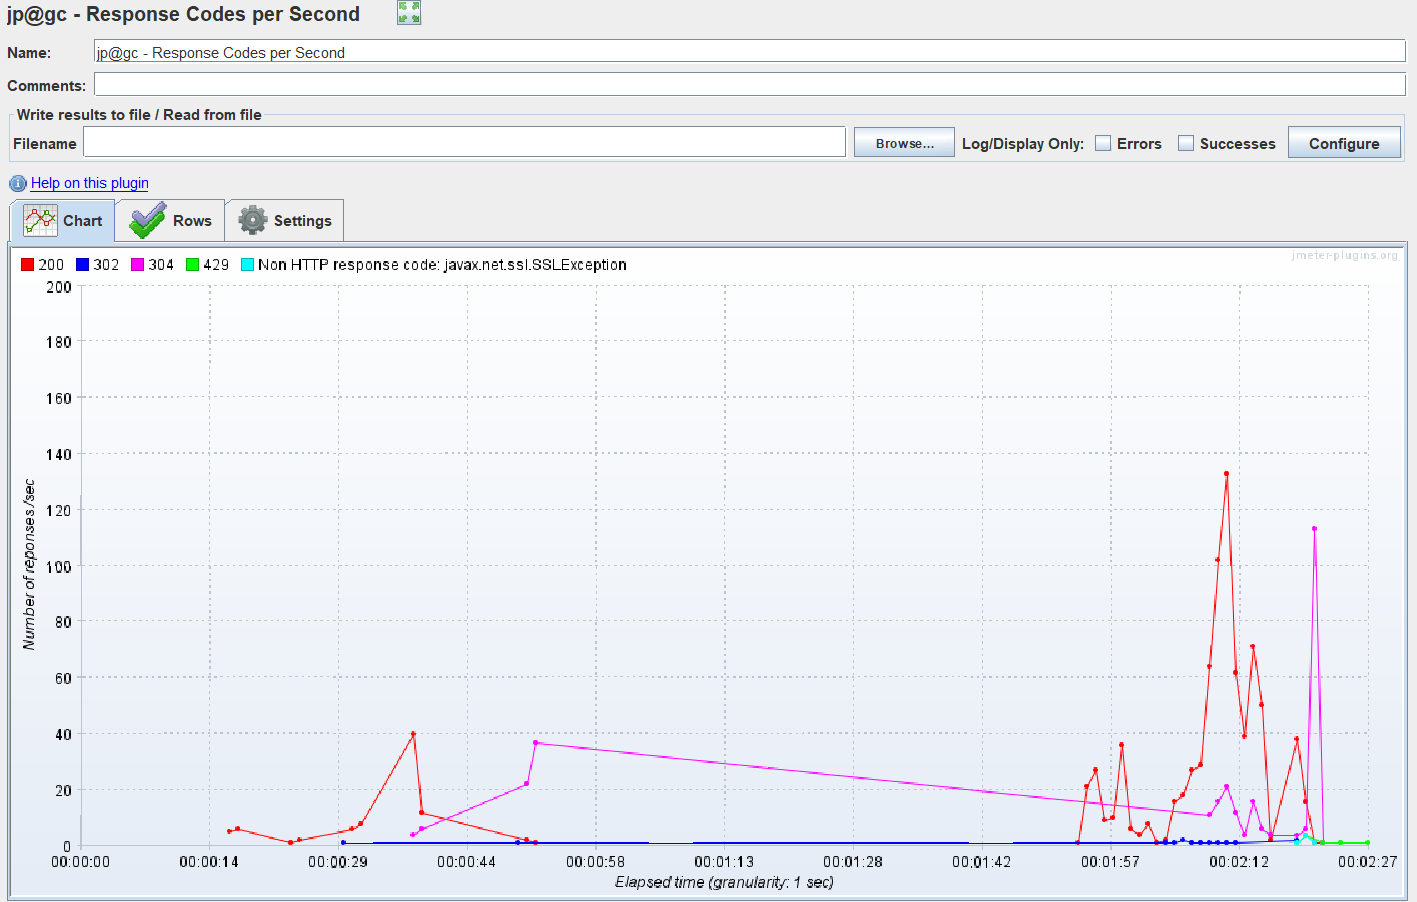 jp@gc - Response Codes per Second
Name: jp@gc - Response Codes per Second
Comments:
Write results to file / Read from file
Filename Browse... Log/Display Only: Errors Successes Configure
Help on this plugin
Chart Rows Settings
200 302 304 429 Non HTTP response code: javax.net.ssl.SSLException
jmeter-plugins.org
200
180
160
140
120
100
80
60
40
20
0
Number of reponses /sec
00:00:00 00:00:14 00:00:29 00:00:44 00:00:58 00:01:13 00:01:28 00:01:42 00:01:57 00:02:12 00:02:27
Elapsed time (granularity: 1 sec)